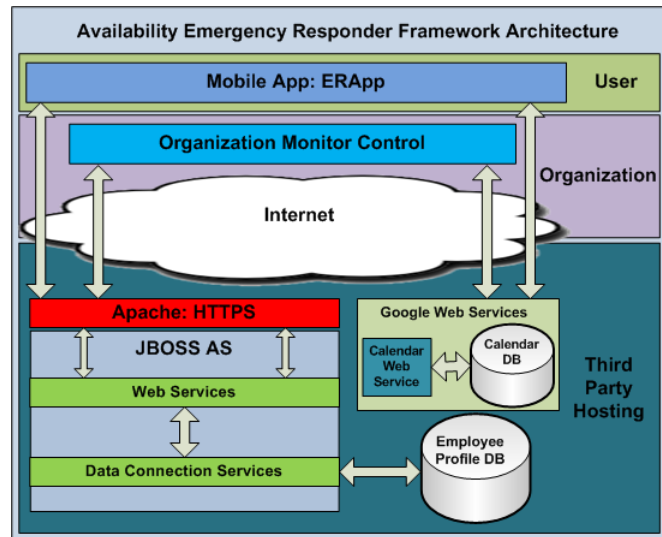 Availability Emergency Responder Framework Architecture
Mobile App: ERApp
User
Organization Monitor Control
Organization
Internet
Apache: HTTPS
Google Web Services
JBOSS AS
Calendar
Web
Service
Calendar
DB
Third
Party
Hosting
Web Services
Employee
Profile DB
Data Connection Services